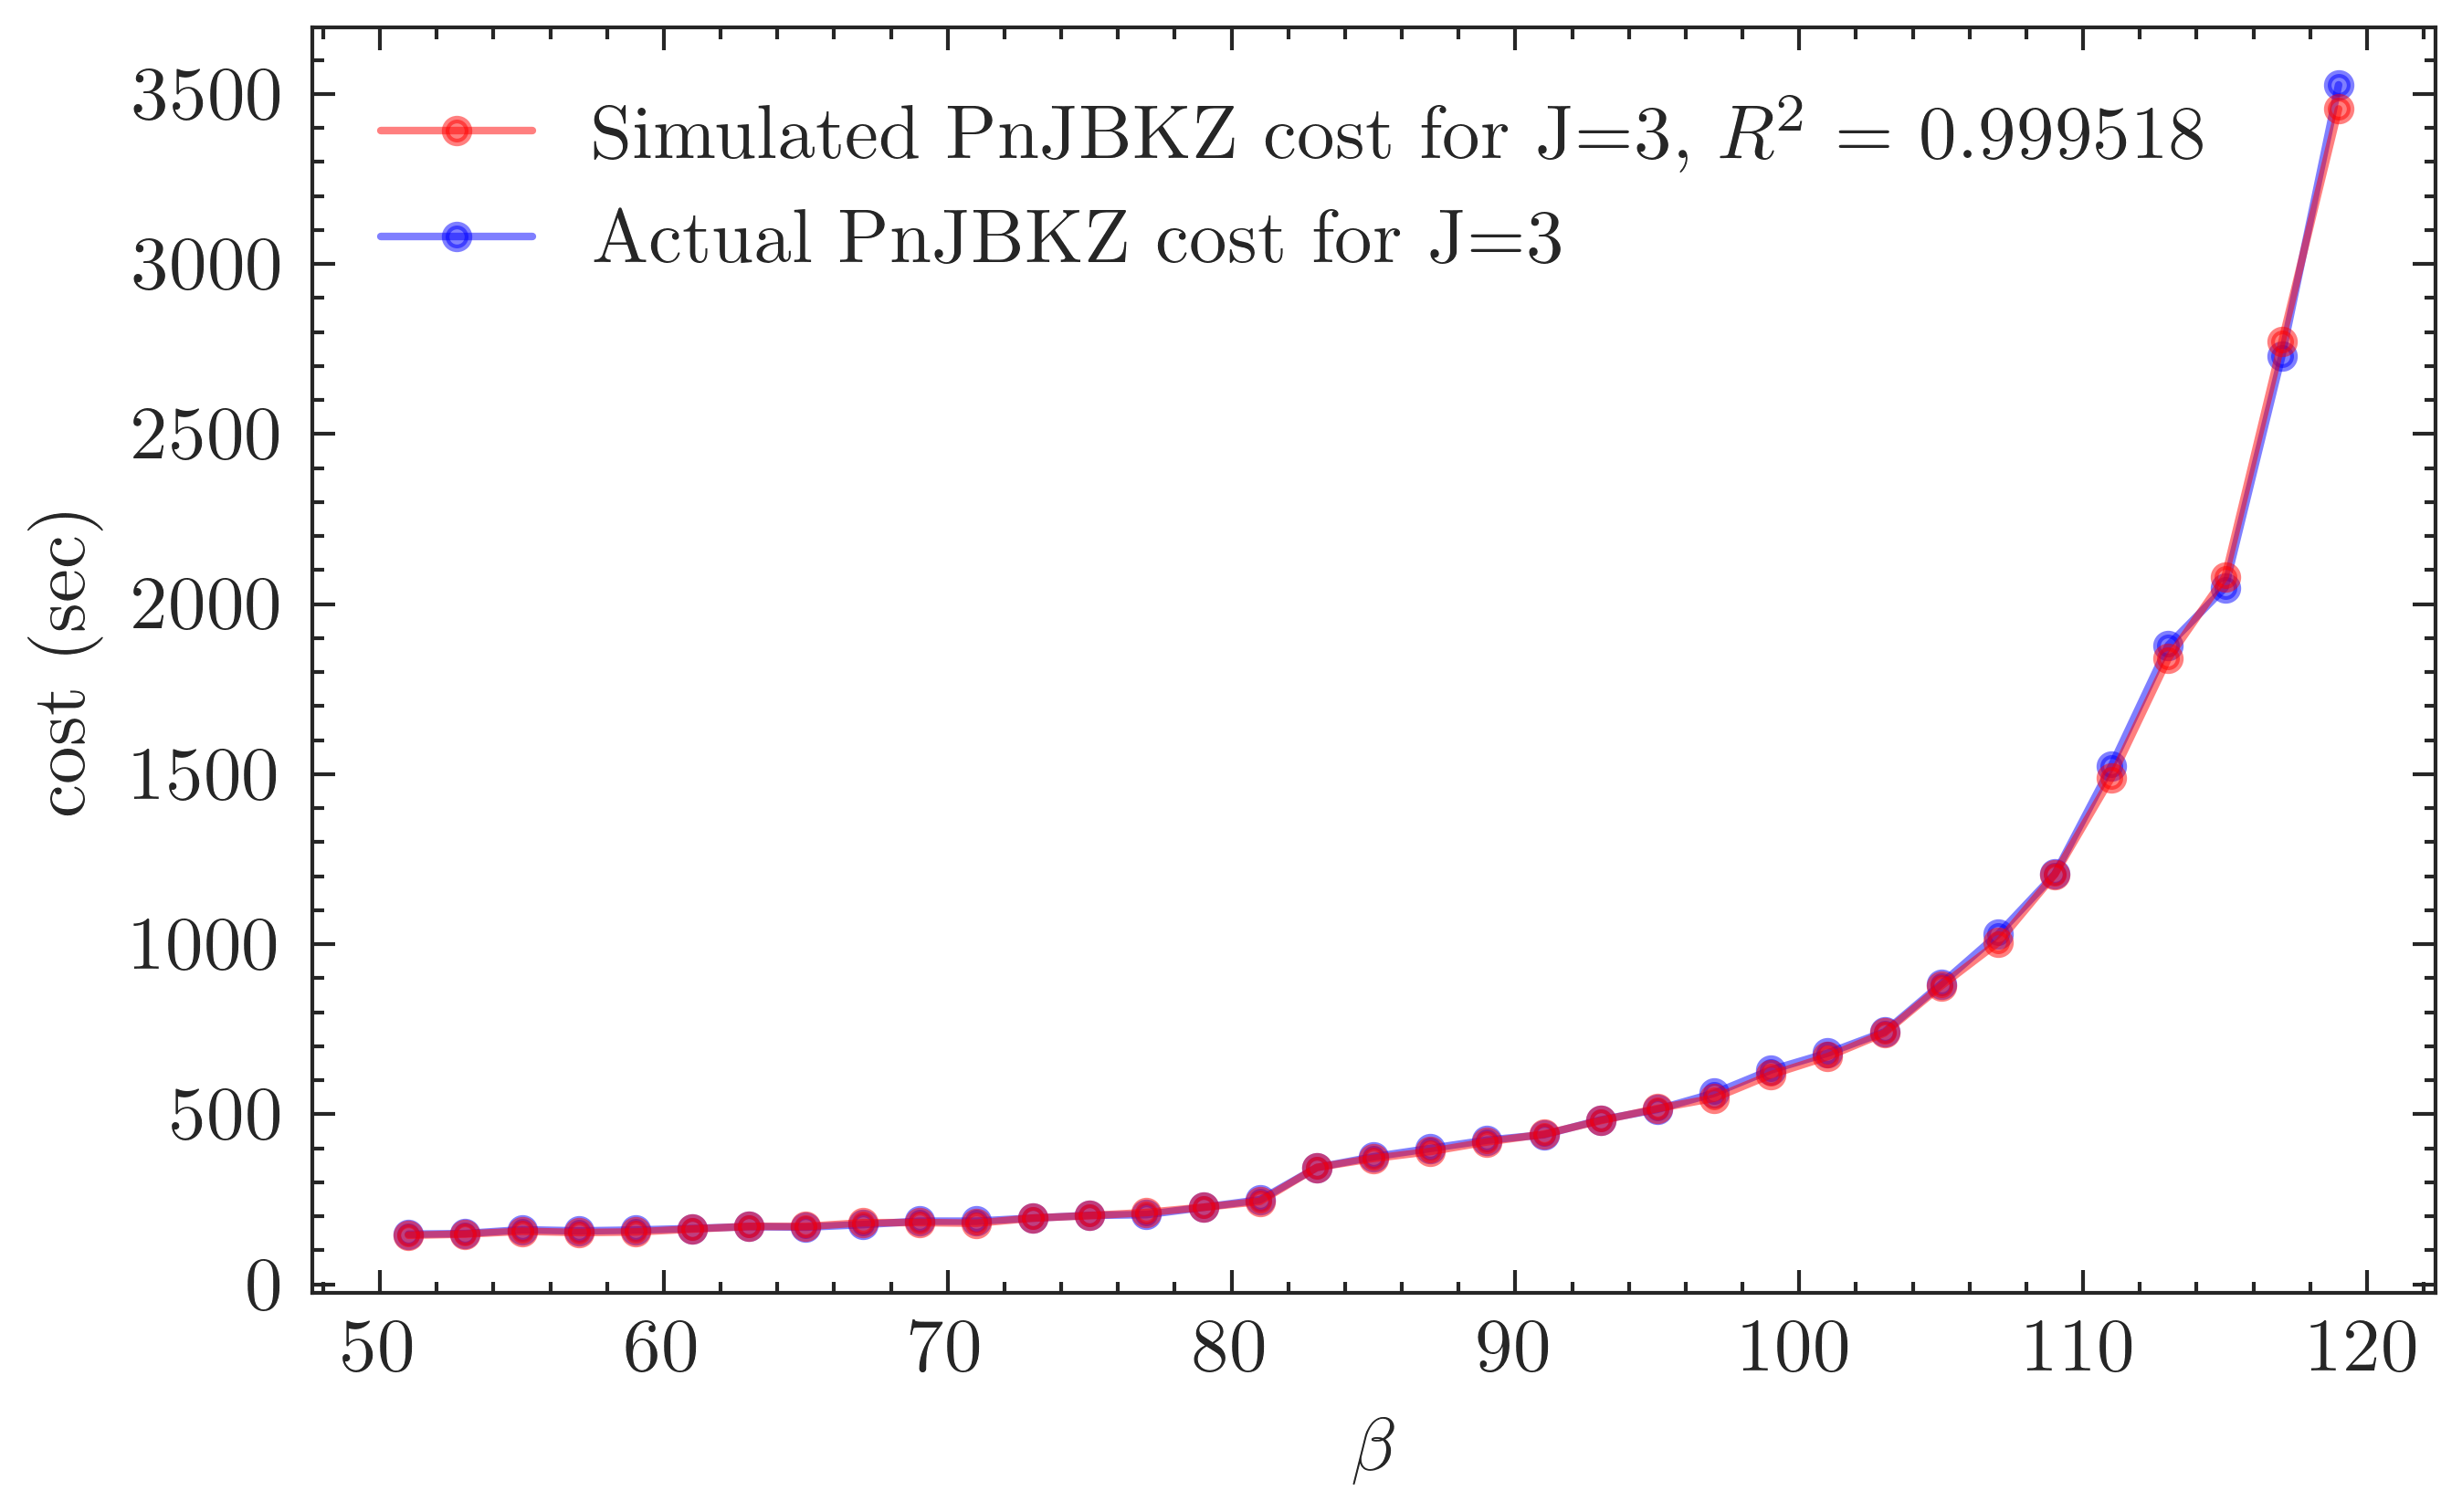 3500
3000
2500
2000
1500
1000
500
0
cost (sec)
Simulated PnJBKZ cost for J=3, R² = 0.999518
Actual PnJBKZ cost for J=3
50 60 70 80 90 100 110 120
β